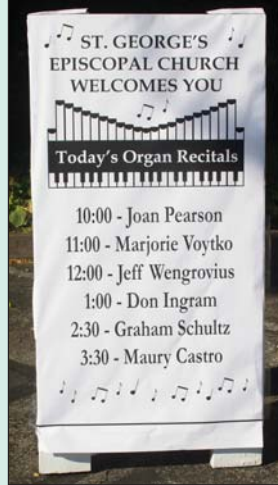 ST. GEORGE'S
EPISCOPAL CHURCH
WELCOMES YOU
Today's Organ Recitals
10:00 - Joan Pearson
11:00 - Marjorie Voytko
12:00 - Jeff Wengrovius
1:00 - Don Ingram
2:30 - Graham Schultz
3:30 - Maury Castro